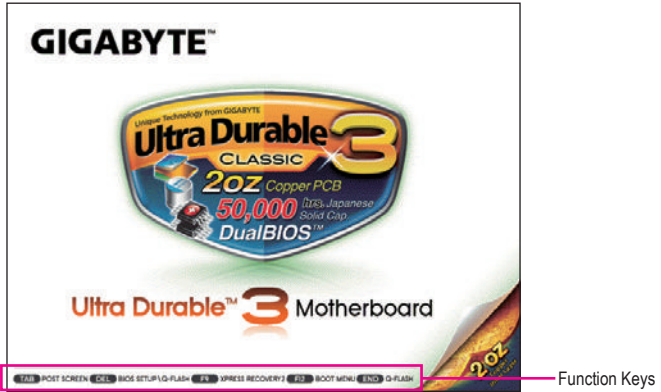 GIGABYTE™
Unique Technology from GIGABYTE
Ultra Durable 3
CLASSIC
2oz Copper PCB
50,000 hrs. Japanese
Solid Cap.
DualBIOS™
Ultra Durable™ 3 Motherboard
2oz
TAB POST SCREEN DEL BIOS SETUP\Q-FLASH F9 XPRESS RECOVERY2 F12 BOOT MENU END Q-FLASH
Function Keys